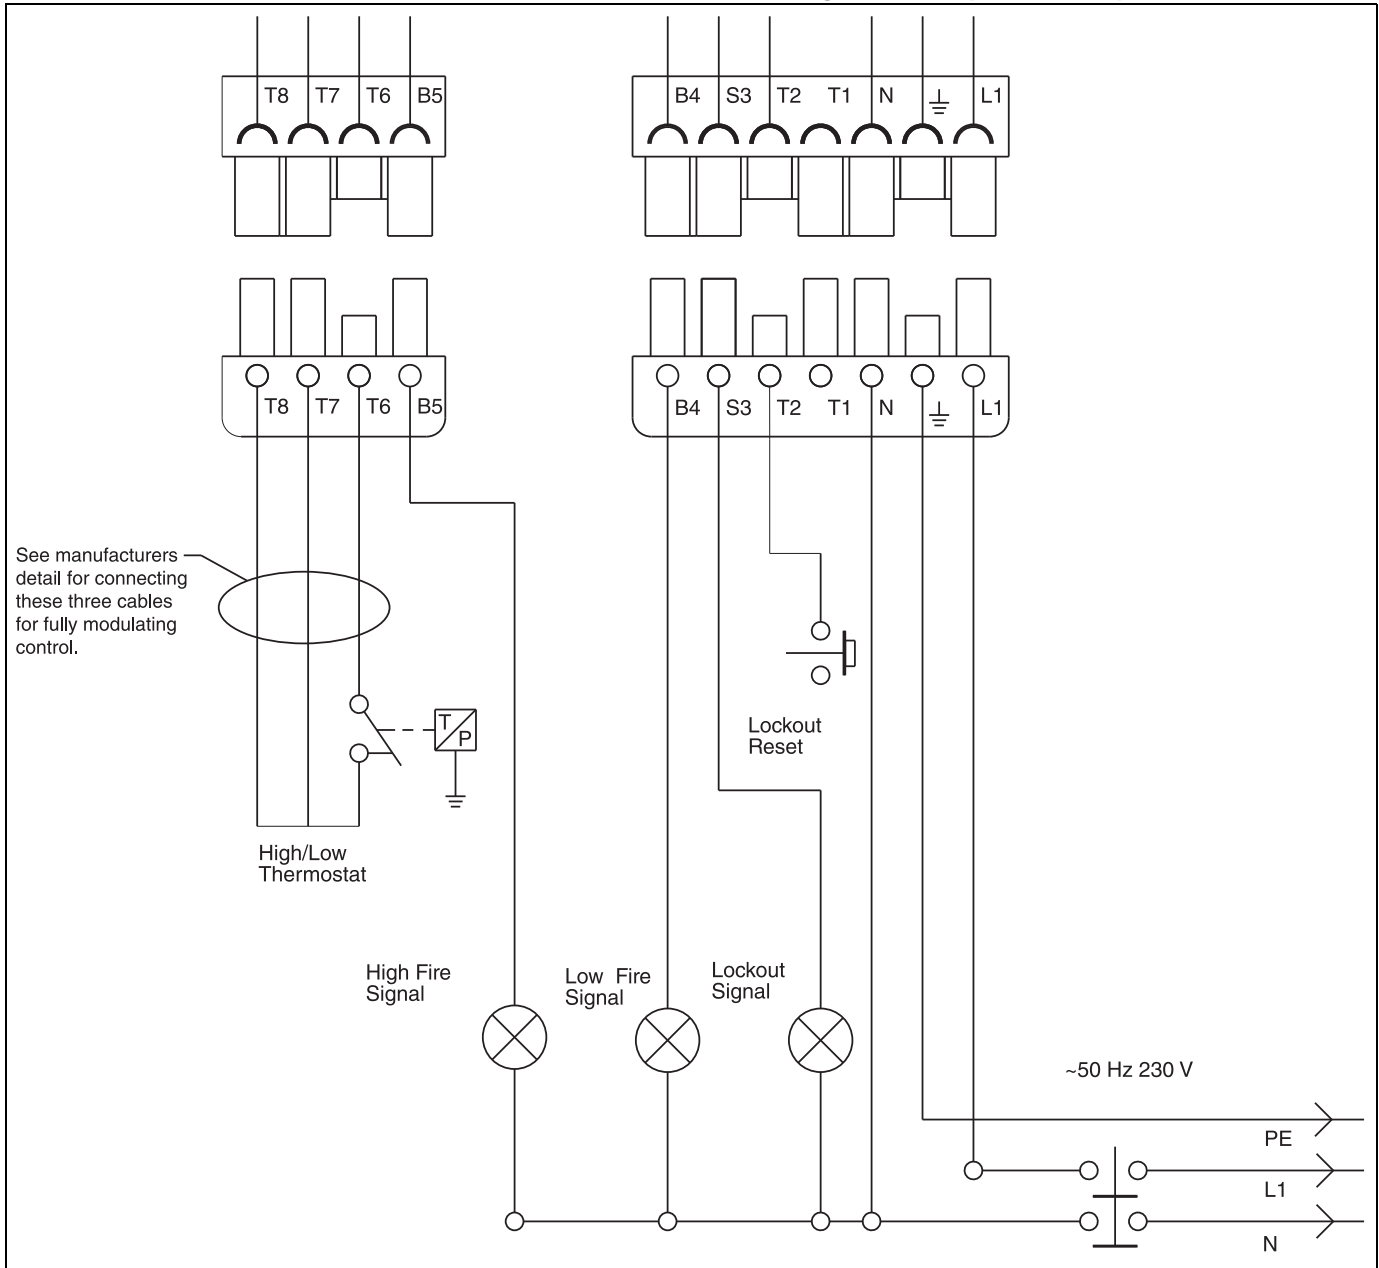 T8 T7 T6 B5 B4 S3 T2 T1 N L1
T8 T7 T6 B5 B4 S3 T2 T1 N L1
See manufacturers
detail for connecting
these three cables
for fully modulating
control.
T
P
Lockout
Reset
High/Low
Thermostat
High Fire
Signal
Low Fire
Signal
Lockout
Signal
~50 Hz 230 V
PE
L1
N